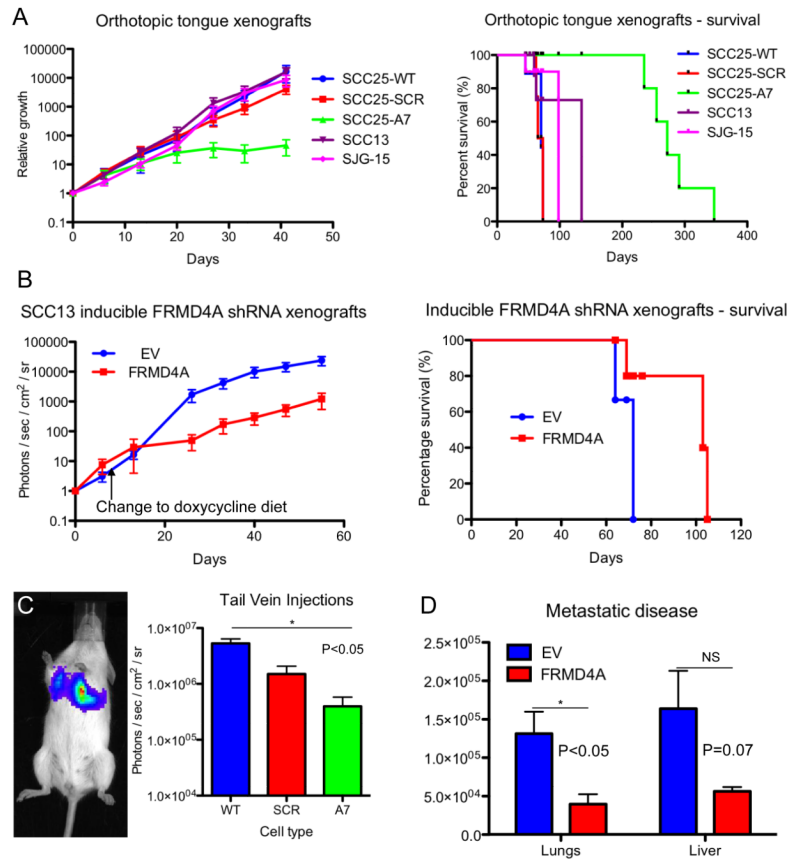 A
Orthotopic tongue xenografts
100000
10000
1000
100
10
1
0.1
Relative growth
0
10
20
30
40
50
Days
SCC25-WT
SCC25-SCR
SCC25-A7
SCC13
SJG-15
Orthotopic tongue xenografts - survival
100
80
60
40
20
0
Percent survival (%)
0
100
200
300
400
Days
SCC25-WT
SCC25-SCR
SCC25-A7
SCC13
SJG-15
B
SCC13 inducible FRMD4A shRNA xenografts
100000
10000
1000
100
10
1
0.1
Photons / sec / cm² / sr
EV
FRMD4A
Change to doxycycline diet
0
20
40
60
Days
Inducible FRMD4A shRNA xenografts - survival
100
80
60
40
20
0
Percentage survival (%)
EV
FRMD4A
0
20
40
60
80
100
120
Days
C
Tail Vein Injections
1.0×10⁰⁷
1.0×10⁰⁶
1.0×10⁰⁵
1.0×10⁰⁴
Photons / sec / cm² / sr
*
P<0.05
WT
SCR
A7
Cell type
D
Metastatic disease
2.5×10⁰⁵
2.0×10⁰⁵
1.5×10⁰⁵
1.0×10⁰⁵
5.0×10⁰⁴
0.0
EV
FRMD4A
*
P<0.05
NS
P=0.07
Lungs
Liver